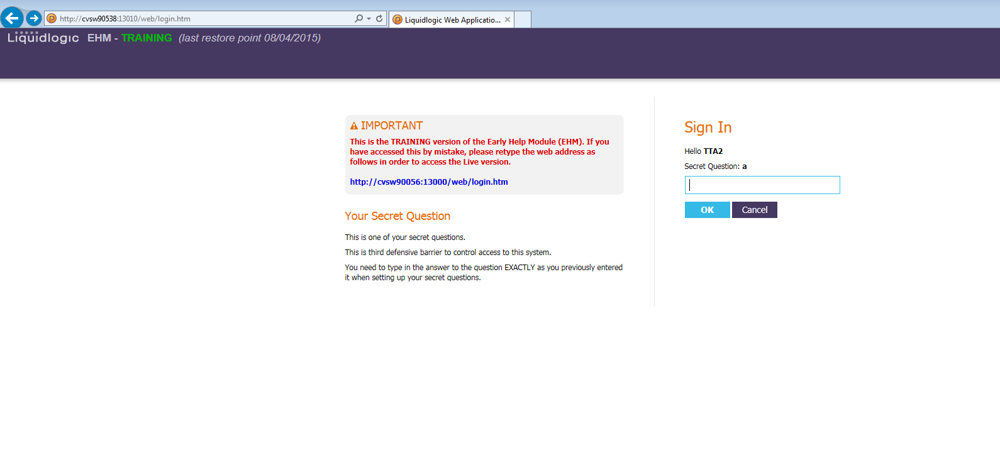 http://cvsw90538:13010/web/login.htm
Liquidlogic Web Applicatio...
Liquidlogic EHM - TRAINING (last restore point 08/04/2015)
IMPORTANT
This is the TRAINING version of the Early Help Module (EHM). If you
have accessed this by mistake, please retype the web address as
follows in order to access the Live version.
http://cvsw90056:13000/web/login.htm
Your Secret Question
This is one of your secret questions.
This is third defensive barrier to control access to this system.
You need to type in the answer to the question EXACTLY as you previously entered
it when setting up your secret questions.
Sign In
Hello TTA2
Secret Question: a
OK Cancel